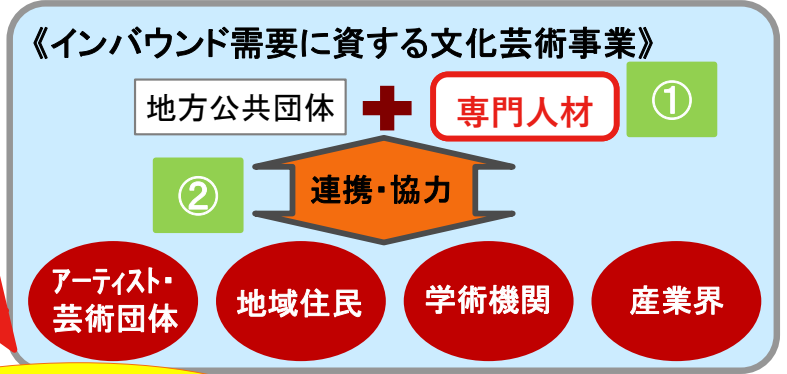 《インバウンド需要に資する文化芸術事業》
地方公共団体
専門人材
①
②
連携・協力
アーティスト・
芸術団体
地域住民
学術機関
産業界